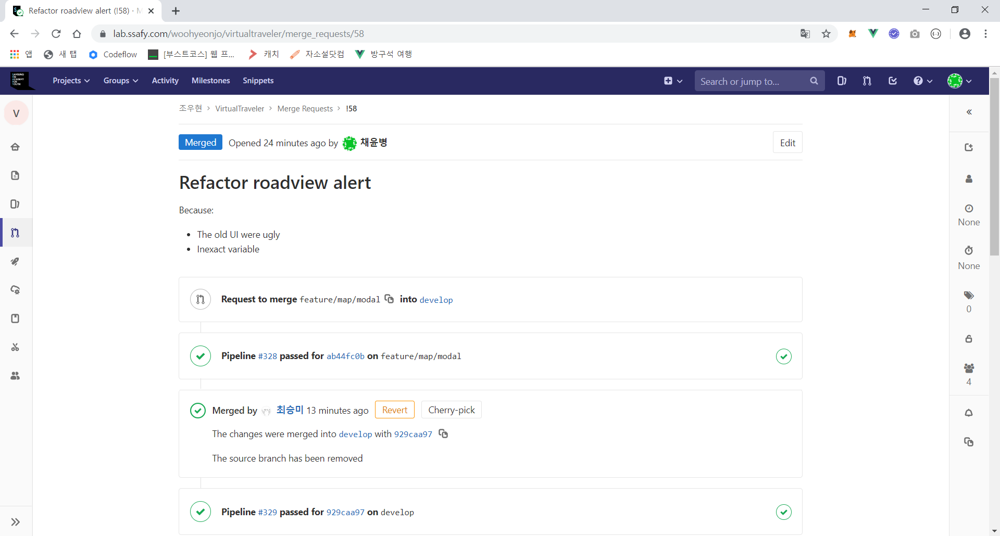 Refactor roadview alert (!58) · M
lab.ssafy.com/woohyeonjo/virtualtraveler/merge_requests/58
앱 새 탭 Codeflow [부스트코스] 웹 프... 캐치 자소설닷컴 방구석 여행
SAMSUNG
SW
ACADEMY
FOR
YOUTH
Projects Groups Activity Milestones Snippets Search or jump to...
V
조우현 > VirtualTraveler > Merge Requests > !58
Merged Opened 24 minutes ago by 채윤병 Edit
Refactor roadview alert
Because:
• The old UI were ugly
• Inexact variable
None
None
0
4
Request to merge feature/map/modal into develop
Pipeline #328 passed for ab44fc0b on feature/map/modal
Merged by 최승미 13 minutes ago Revert Cherry-pick
The changes were merged into develop with 929caa97
The source branch has been removed
Pipeline #329 passed for 929caa97 on develop